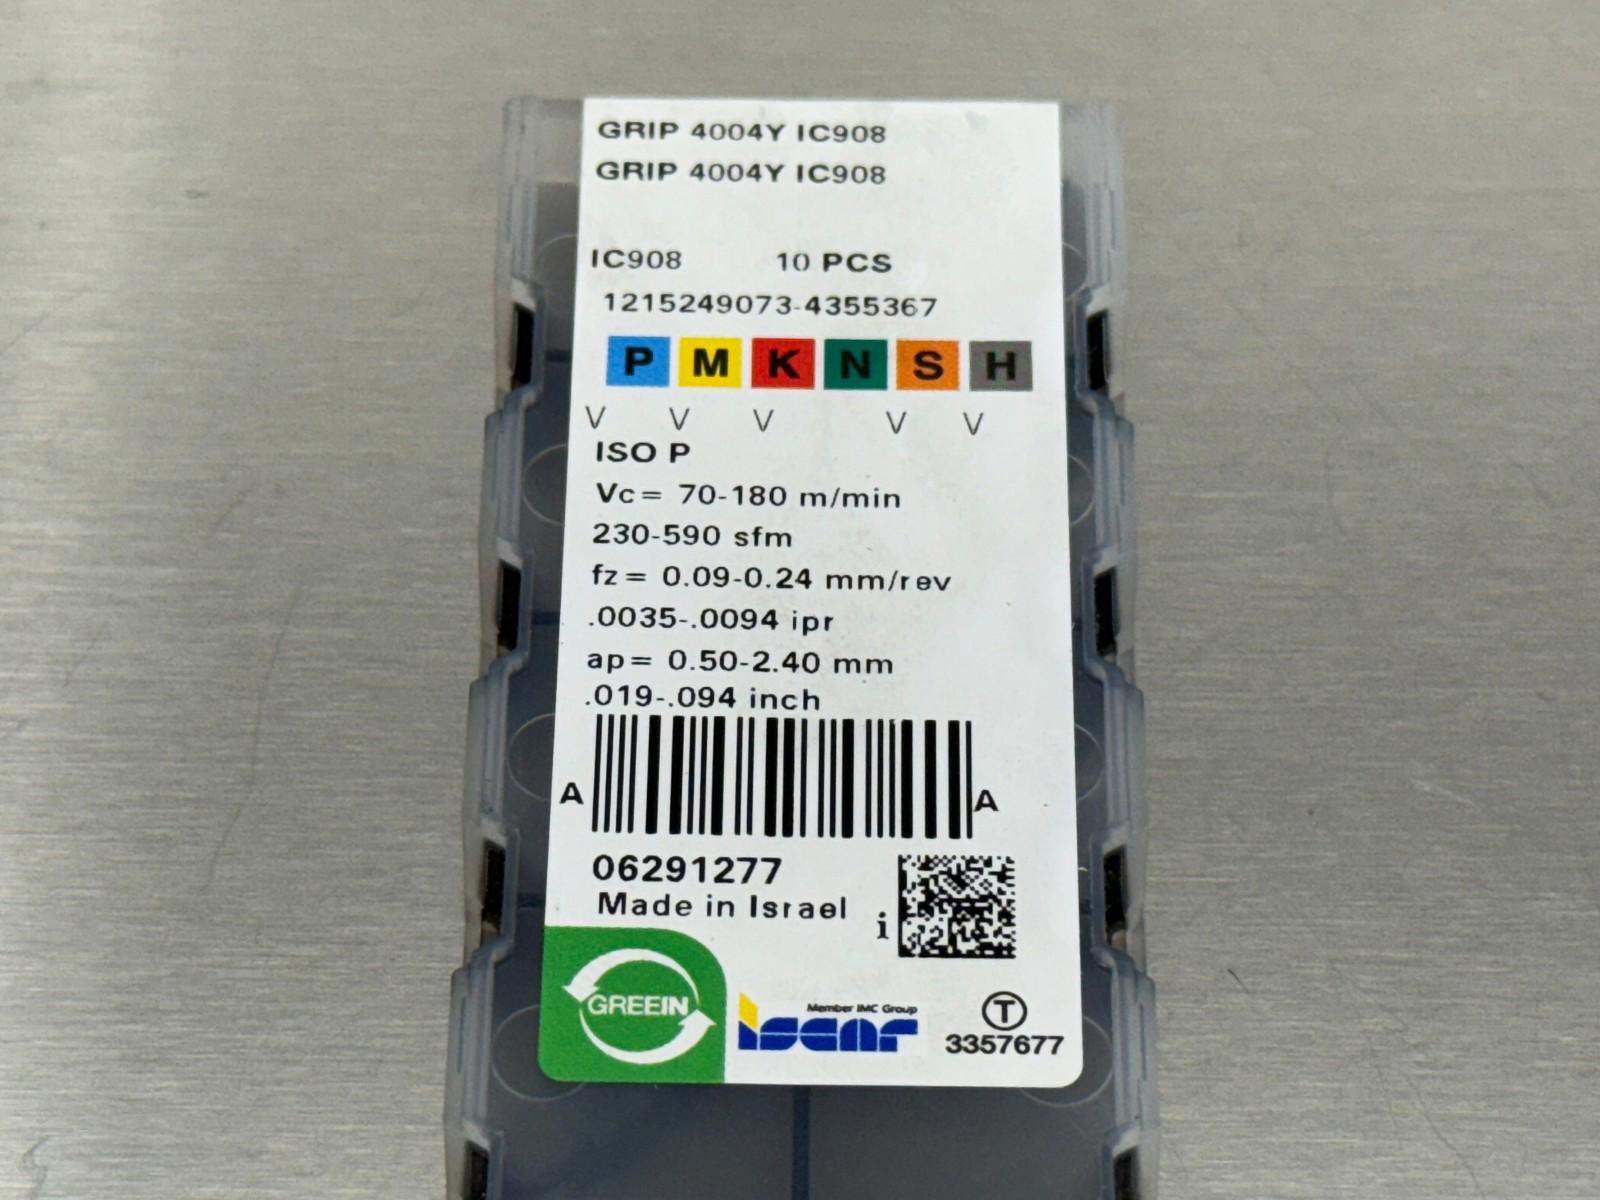 GRIP 4004Y IC908
GRIP 4004Y IC908
IC908 10 PCS
1215249073-4355367
P M K N S H
V V V V V
ISO P
Vc= 70-180 m/min
230-590 sfm
fz= 0.09-0.24 mm/rev
.0035-.0094 ipr
ap= 0.50-2.40 mm
.019-.094 inch
A A
06291277
Made in Israel
i
GREEIN
Member IMC Group
iscar
T
3357677